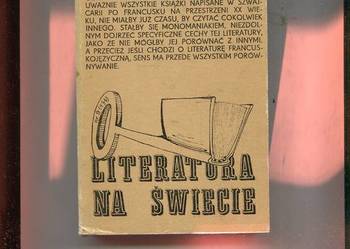 UWAŻNIE WSZYSTKIE KSIĄŻKI NAPISANE W SZWAJ-
CARII PO FRANCUSKU NA PRZESTRZENI XX WIE-
KU, NIE MIAŁBY JUŻ CZASU, BY CZYTAĆ COKOLWIEK
INNEGO. STAŁBY SIĘ MONOMANIAKIEM, NIEZDOL-
NYM DOJRZEĆ SPECYFICZNE CECHY TEJ LITERATURY,
JAKO ŻE NIE MÓGŁBY JEJ PORÓWNAĆ Z INNYMI.
A PRZECIEŻ JEŚLI CHODZI O LITERATURĘ FRANCUS-
KOJĘZYCZNĄ, SENS MA PRZEDE WSZYSTKIM PORÓW-
NYWANIE.
LITERATURA
NA ŚWIECIE